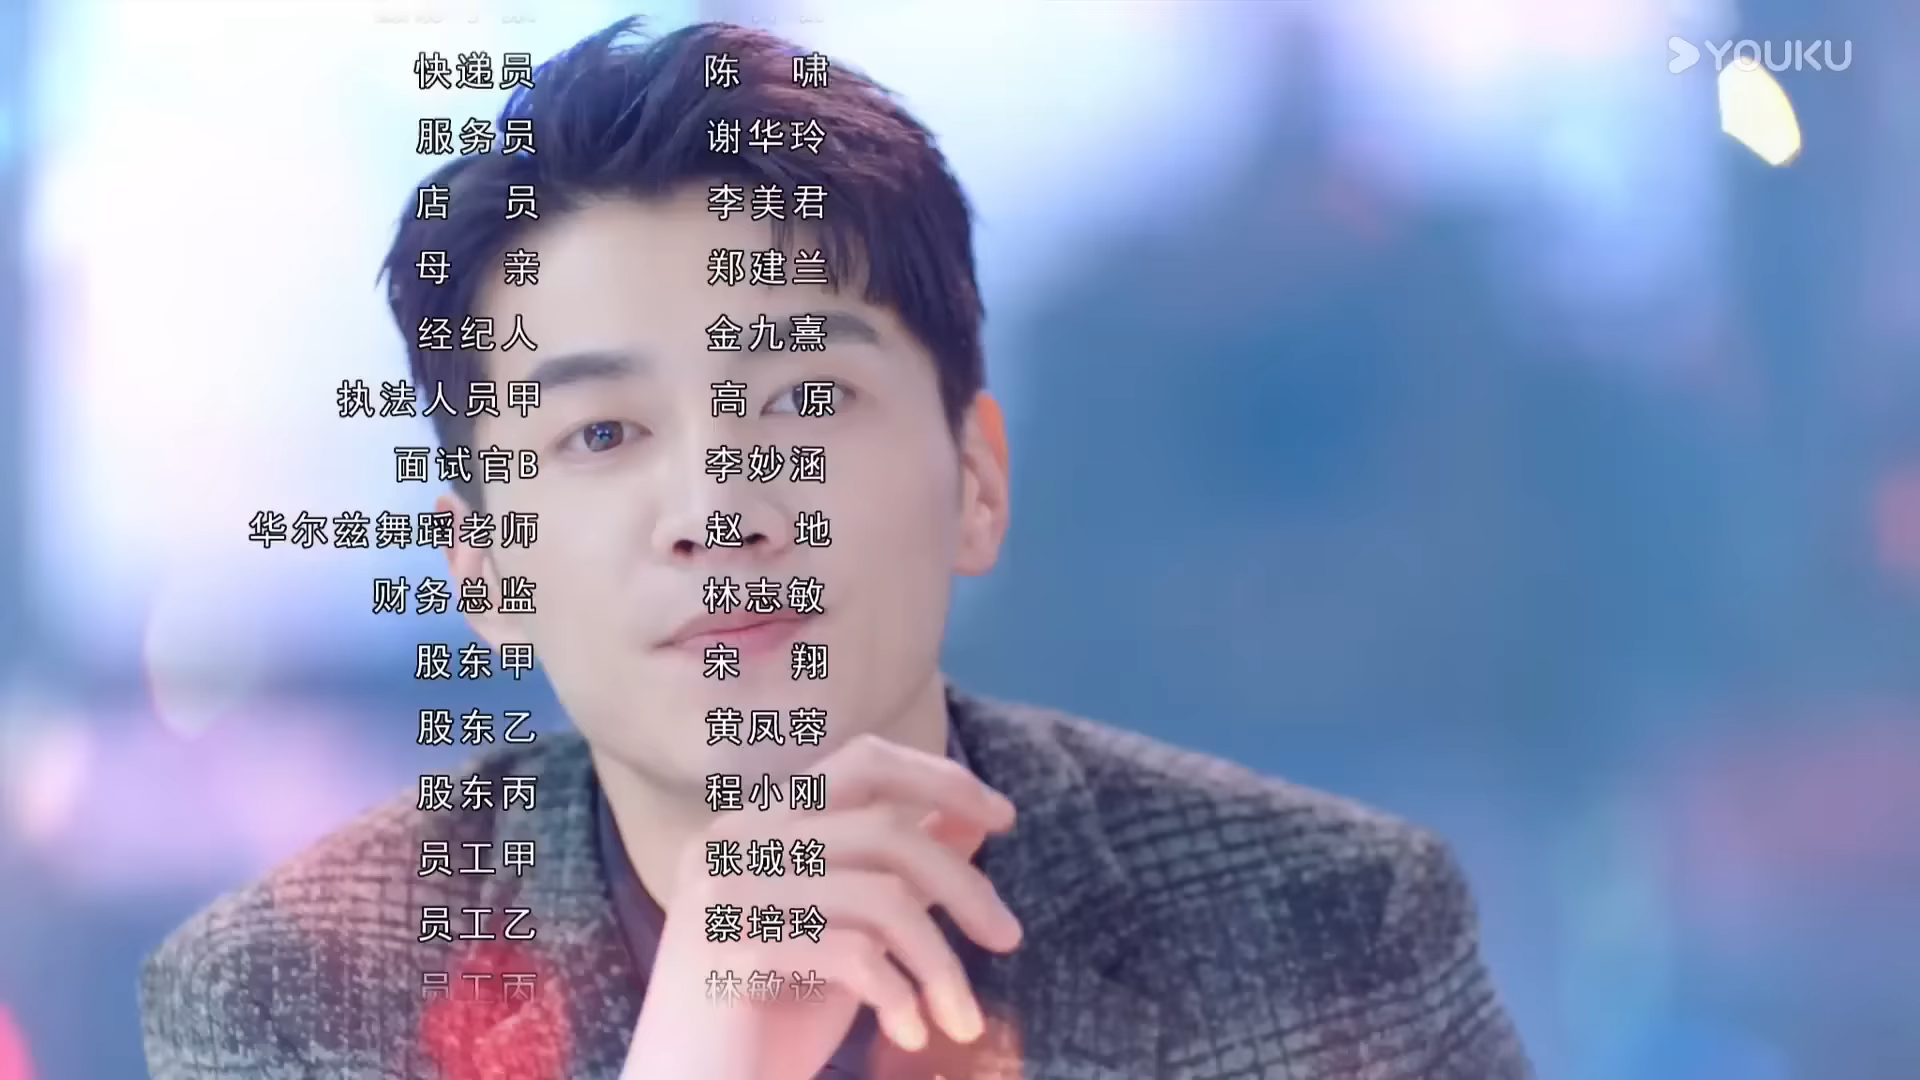 YOUKU
快递员 陈啸
服务员 谢华玲
店员 李美君
母亲 郑建兰
经纪人 金九熹
执法人员甲 高原
面试官B 李妙涵
华尔兹舞蹈老师 赵地
财务总监 林志敏
股东甲 宋翔
股东乙 黄凤蓉
股东丙 程小刚
员工甲 张城铭
员工乙 蔡培玲
员工丙 林敏达